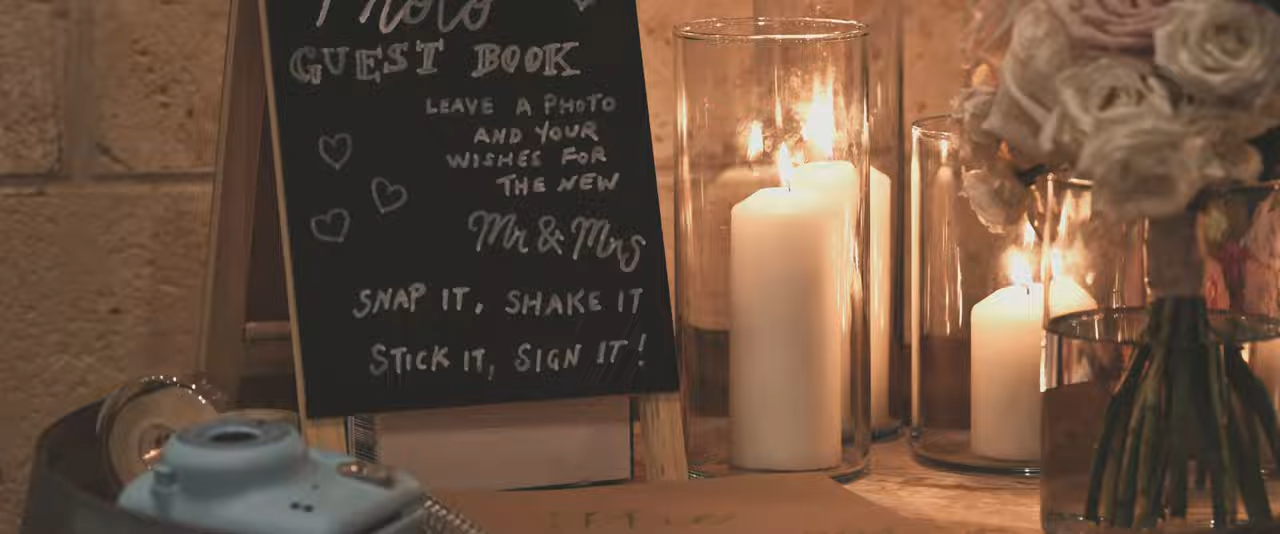 Photo
GUEST BOOK
LEAVE A PHOTO
AND YOUR
WISHES FOR
THE NEW
Mr & Mrs
SNAP IT, SHAKE IT
STICK IT, SIGN IT!